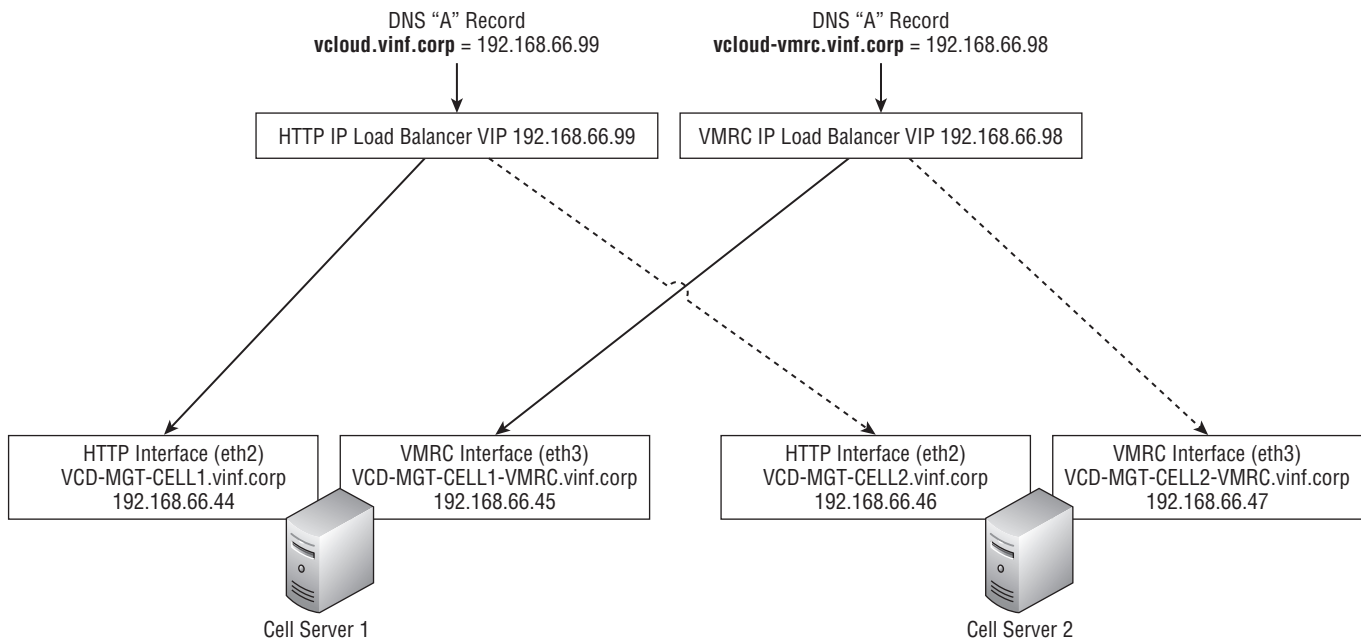 DNS “A” Record
vcloud.vinf.corp = 192.168.66.99
DNS “A” Record
vcloud-vmrc.vinf.corp = 192.168.66.98
HTTP IP Load Balancer VIP 192.168.66.99
VMRC IP Load Balancer VIP 192.168.66.98
HTTP Interface (eth2)
VCD-MGT-CELL1.vinf.corp
192.168.66.44
VMRC Interface (eth3)
VCD-MGT-CELL1-VMRC.vinf.corp
192.168.66.45
HTTP Interface (eth2)
VCD-MGT-CELL2.vinf.corp
192.168.66.46
VMRC Interface (eth3)
VCD-MGT-CELL2-VMRC.vinf.corp
192.168.66.47
Cell Server 1
Cell Server 2